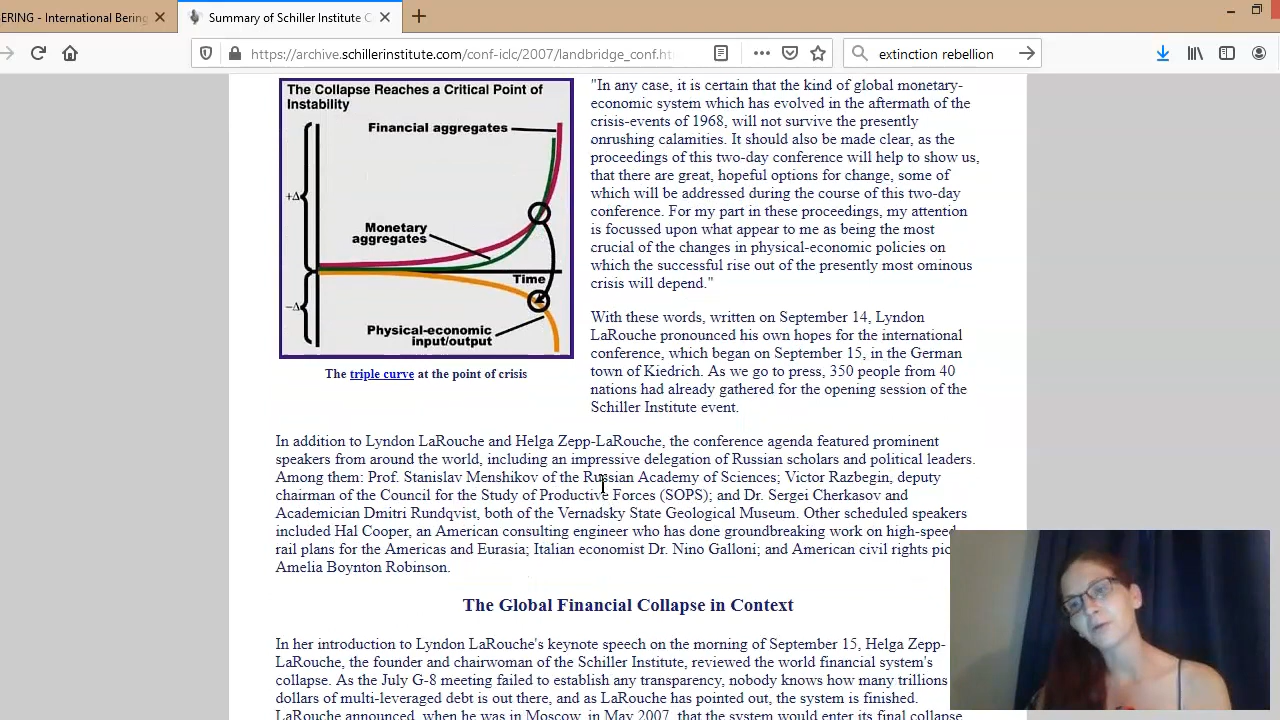 ERING - International Bering
Summary of Schiller Institute C
https://archive.schillerinstitute.com/conf-iclc/2007/landbridge_conf.ht
extinction rebellion
The Collapse Reaches a Critical Point of
Instability
Financial aggregates
+Δ
Monetary
aggregates
Time
−Δ
Physical-economic
input/output
The triple curve at the point of crisis
"In any case, it is certain that the kind of global monetary-
economic system which has evolved in the aftermath of the
crisis-events of 1968, will not survive the presently
onrushing calamities. It should also be made clear, as the
proceedings of this two-day conference will help to show us,
that there are great, hopeful options for change, some of
which will be addressed during the course of this two-day
conference. For my part in these proceedings, my attention
is focussed upon what appear to me as being the most
crucial of the changes in physical-economic policies on
which the successful rise out of the presently most ominous
crisis will depend."
With these words, written on September 14, Lyndon
LaRouche pronounced his own hopes for the international
conference, which began on September 15, in the German
town of Kiedrich. As we go to press, 350 people from 40
nations had already gathered for the opening session of the
Schiller Institute event.
In addition to Lyndon LaRouche and Helga Zepp-LaRouche, the conference agenda featured prominent
speakers from around the world, including an impressive delegation of Russian scholars and political leaders.
Among them: Prof. Stanislav Menshikov of the Russian Academy of Sciences; Victor Razbegin, deputy
chairman of the Council for the Study of Productive Forces (SOPS); and Dr. Sergei Cherkasov and
Academician Dmitri Rundqvist, both of the Vernadsky State Geological Museum. Other scheduled speakers
included Hal Cooper, an American consulting engineer who has done groundbreaking work on high-speed
rail plans for the Americas and Eurasia; Italian economist Dr. Nino Galloni; and American civil rights pio
Amelia Boynton Robinson.
The Global Financial Collapse in Context
In her introduction to Lyndon LaRouche's keynote speech on the morning of September 15, Helga Zepp-
LaRouche, the founder and chairwoman of the Schiller Institute, reviewed the world financial system's
collapse. As the July G-8 meeting failed to establish any transparency, nobody knows how many trillions
dollars of multi-leveraged debt is out there, and as LaRouche has pointed out, the system is finished.
LaRouche announced, when he was in Moscow, in May 2007, that the system would enter its final collapse